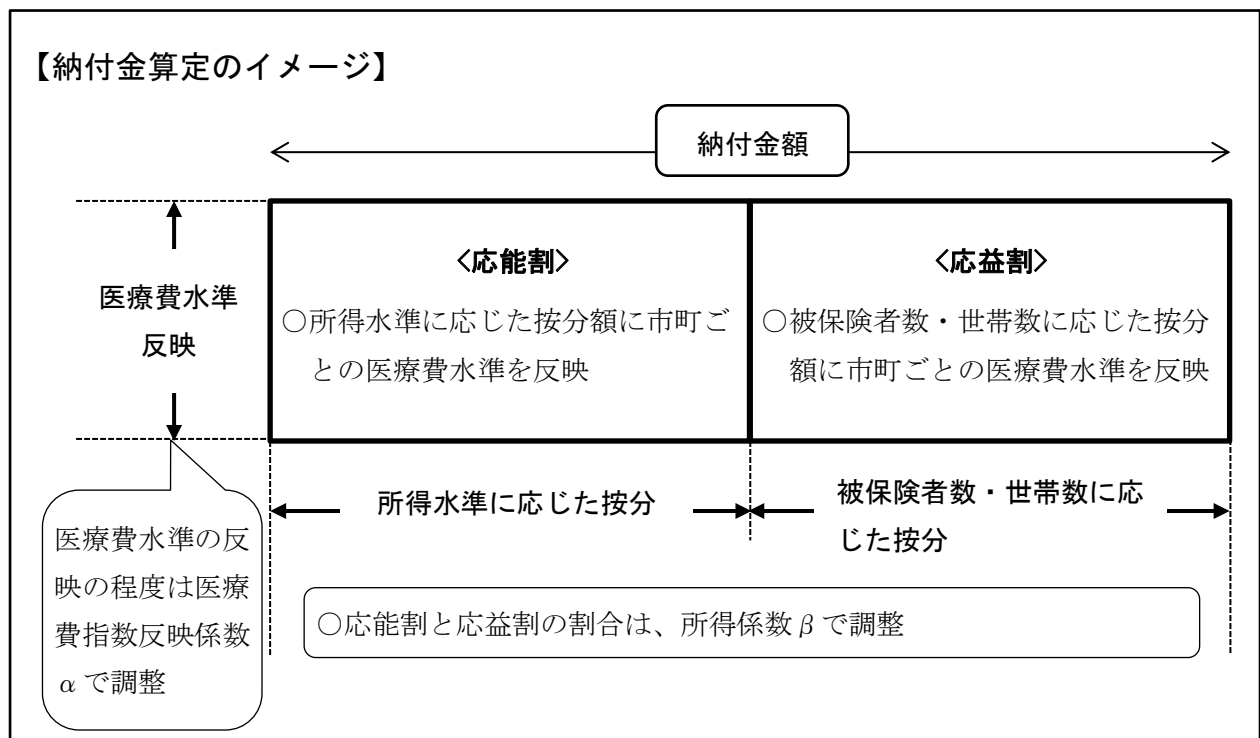 【納付金算定のイメージ】
納付金額
医療費水準
反映
<応能割>
○所得水準に応じた按分額に市町ご
との医療費水準を反映
<応益割>
○被保険者数・世帯数に応じた按分
額に市町ごとの医療費水準を反映
所得水準に応じた按分
被保険者数・世帯数に応
じた按分
医療費水準の反
映の程度は医療
費指数反映係数
αで調整
○応能割と応益割の割合は、所得係数βで調整